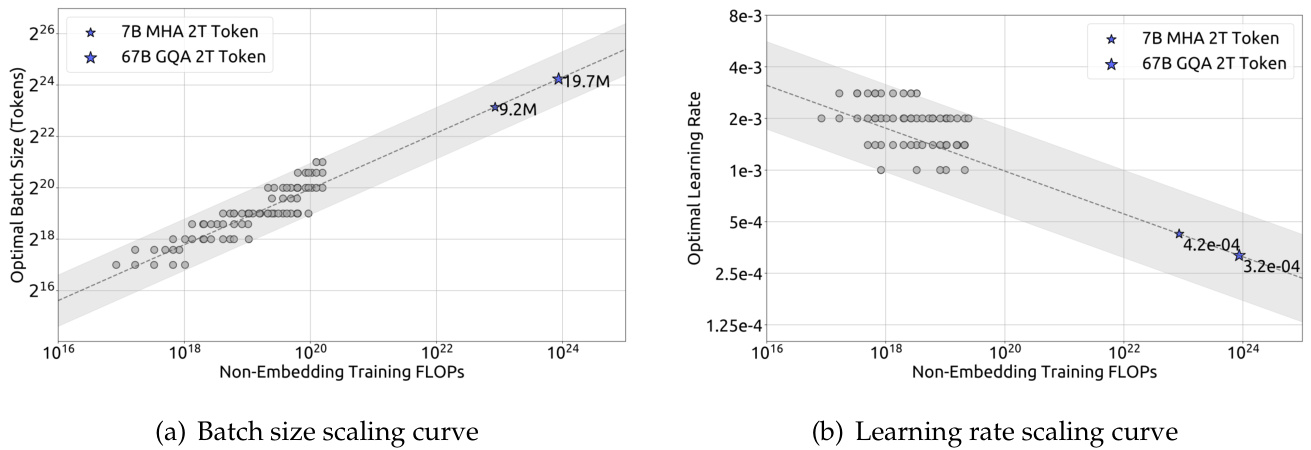 7B MHA 2T Token
67B GQA 2T Token
2^26
2^24
2^22
2^20
2^18
2^16
Optimal Batch Size (Tokens)
19.7M
9.2M
10^16
10^18
10^20
10^22
10^24
Non-Embedding Training FLOPs
(a) Batch size scaling curve
7B MHA 2T Token
67B GQA 2T Token
8e-3
4e-3
2e-3
1e-3
5e-4
2.5e-4
1.25e-4
Optimal Learning Rate
4.2e-04
3.2e-04
10^16
10^18
10^20
10^22
10^24
Non-Embedding Training FLOPs
(b) Learning rate scaling curve